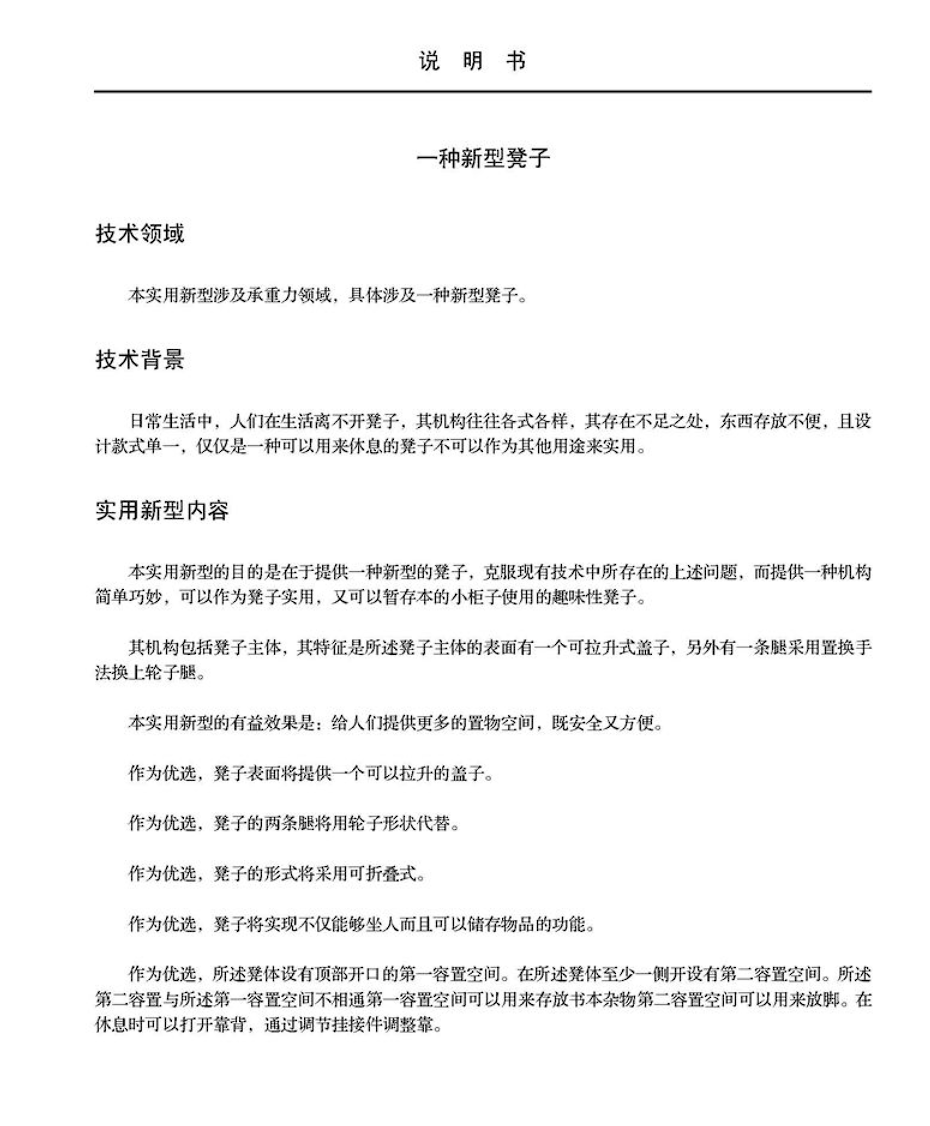 说 明 书
一种新型凳子
技术领域
本实用新型涉及承重力领域，具体涉及一种新型凳子。
技术背景
日常生活中，人们在生活离不开凳子，其机构往往各式各样，其存在不足之处，东西存放不便，且设
计款式单一，仅仅是一种可以用来休息的凳子不可以作为其他用途来实用。
实用新型内容
本实用新型的目的是在于提供一种新型的凳子，克服现有技术中所存在的上述问题，而提供一种机构
简单巧妙，可以作为凳子实用，又可以暂存本的小柜子使用的趣味性凳子。
其机构包括凳子主体，其特征是所述凳子主体的表面有一个可拉升式盖子，另外有一条腿采用置换手
法换上轮子腿。
本实用新型的有益效果是：给人们提供更多的置物空间，既安全又方便。
作为优选，凳子表面将提供一个可以拉升的盖子。
作为优选，凳子的两条腿将用轮子形状代替。
作为优选，凳子的形式将采用可折叠式。
作为优选，凳子将实现不仅能够坐人而且可以储存物品的功能。
作为优选，所述凳体设有顶部开口的第一容置空间。在所述凳体至少一侧开设有第二容置空间。所述
第二容置与所述第一容置空间不相通第一容置空间可以用来存放书本杂物第二容置空间可以用来放脚。在
休息时可以打开靠背，通过调节挂接件调整靠。